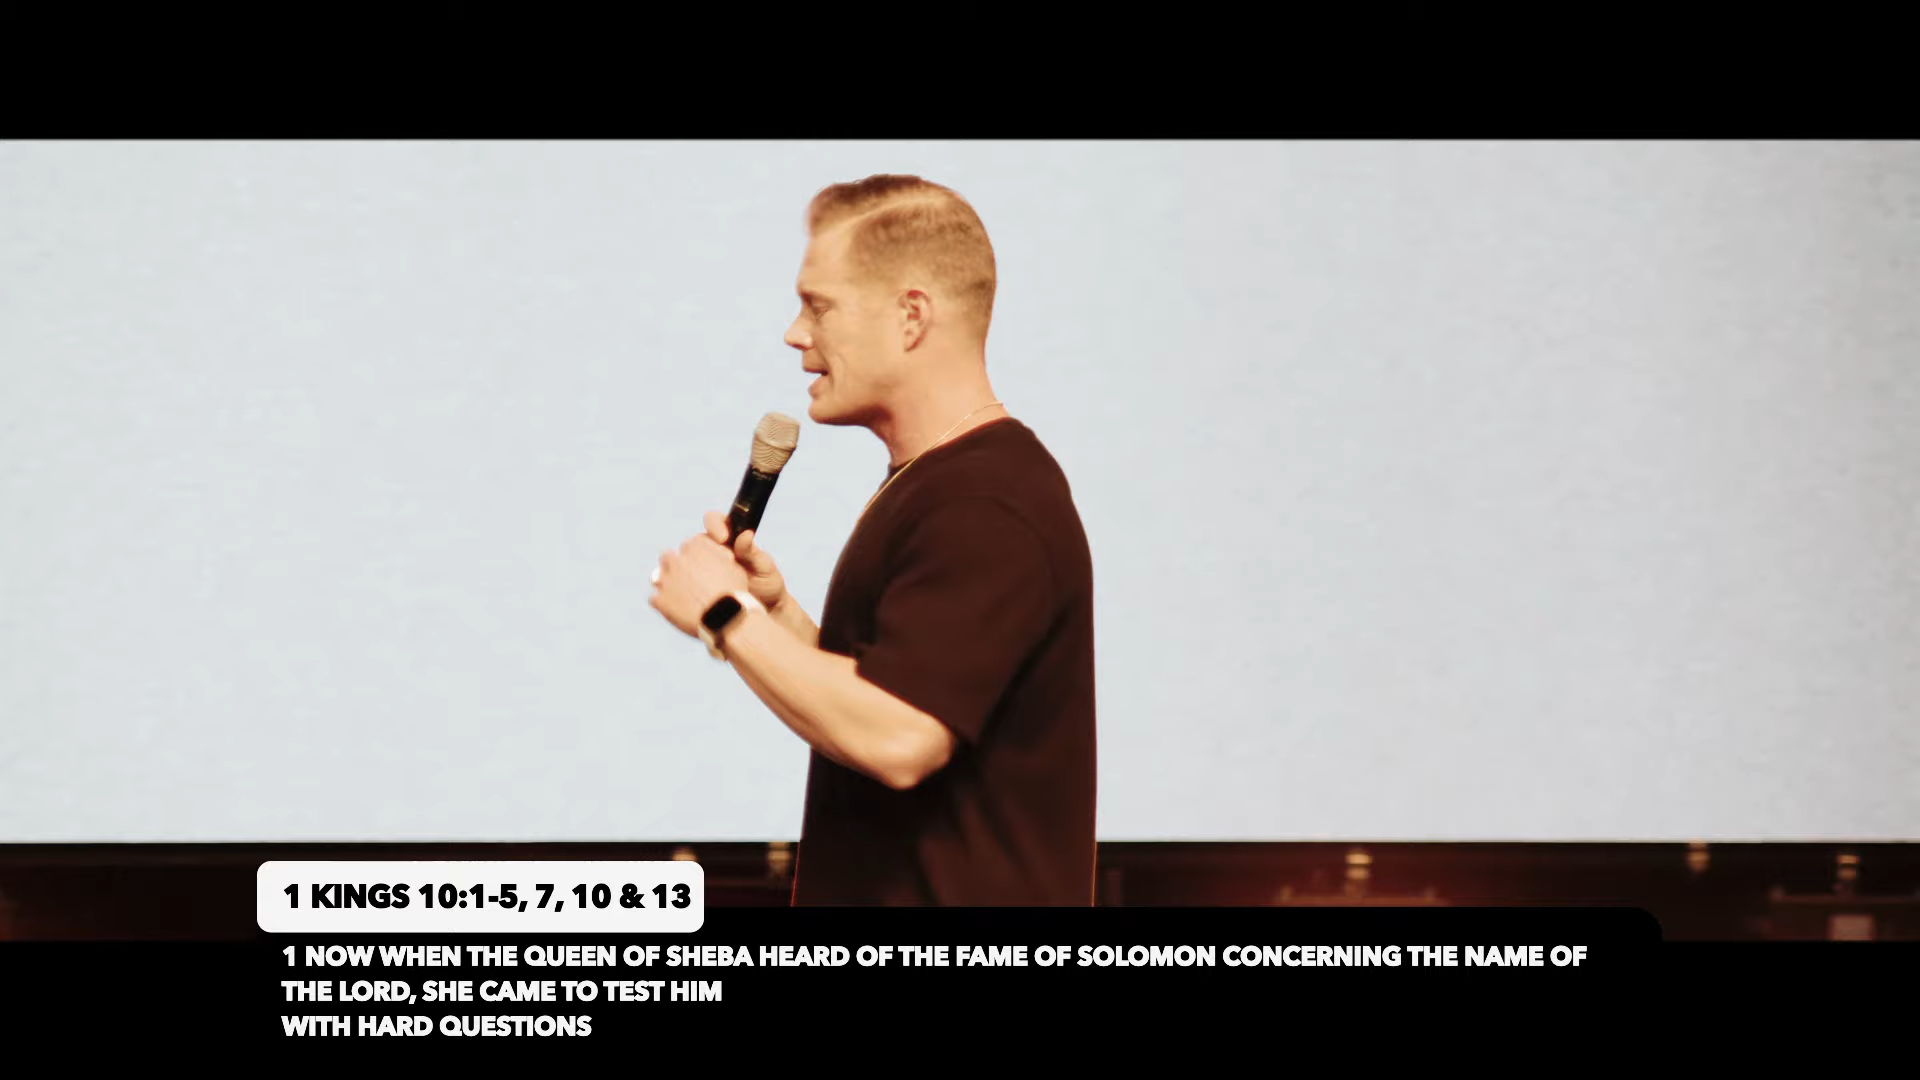 1 KINGS 10:1-5, 7, 10 & 13
1 NOW WHEN THE QUEEN OF SHEBA HEARD OF THE FAME OF SOLOMON CONCERNING THE NAME OF
THE LORD, SHE CAME TO TEST HIM
WITH HARD QUESTIONS